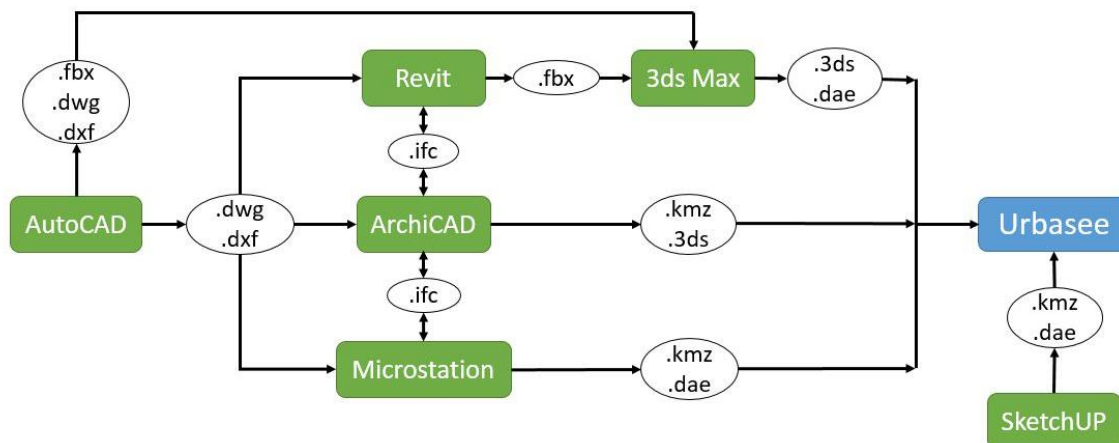 .fbx
.dwg
.dxf
Revit
.fbx
3ds Max
.3ds
.dae
.ifc
AutoCAD
.dwg
.dxf
ArchiCAD
.kmz
.3ds
Urbasee
.ifc
.kmz
.dae
Microstation
.kmz
.dae
SketchUP